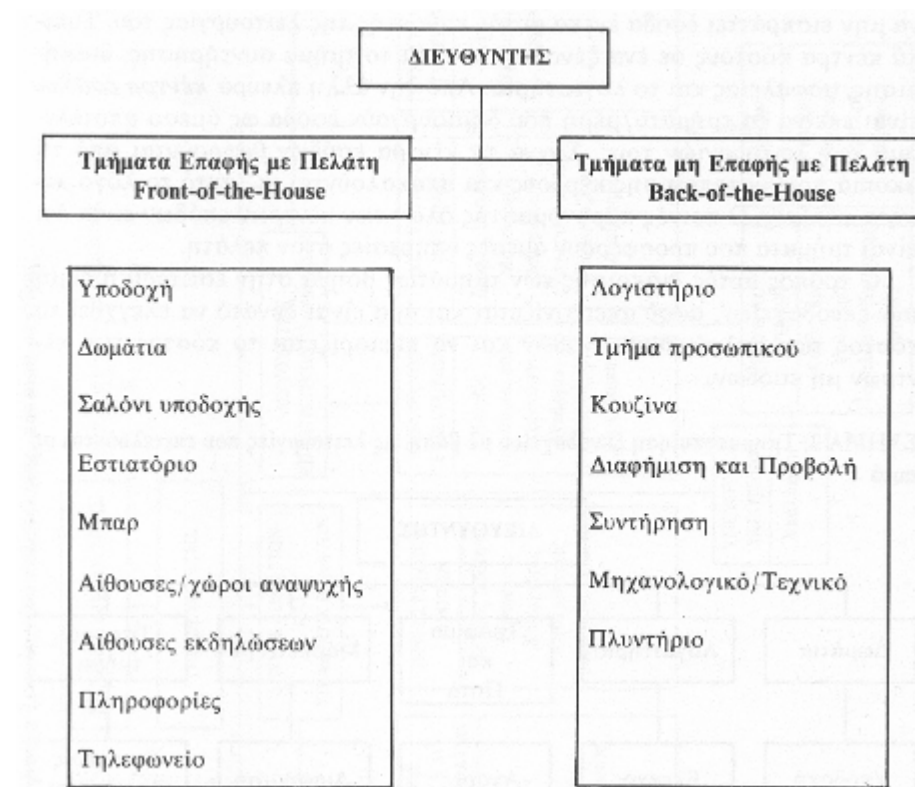 ΔΙΕΥΘΥΝΤΗΣ
Τμήματα Επαφής με Πελάτη
Front-of-the-House
Τμήματα μη Επαφής με Πελάτη
Back-of-the-House
Υποδοχή
Δωμάτια
Σαλόνι υποδοχής
Εστιατόριο
Μπαρ
Αίθουσες/χώροι αναψυχής
Αίθουσες εκδηλώσεων
Πληροφορίες
Τηλεφωνείο
Λογιστήριο
Τμήμα προσωπικού
Κουζίνα
Διαφήμιση και Προβολή
Συντήρηση
Μηχανολογικό/Τεχνικό
Πλυντήριο